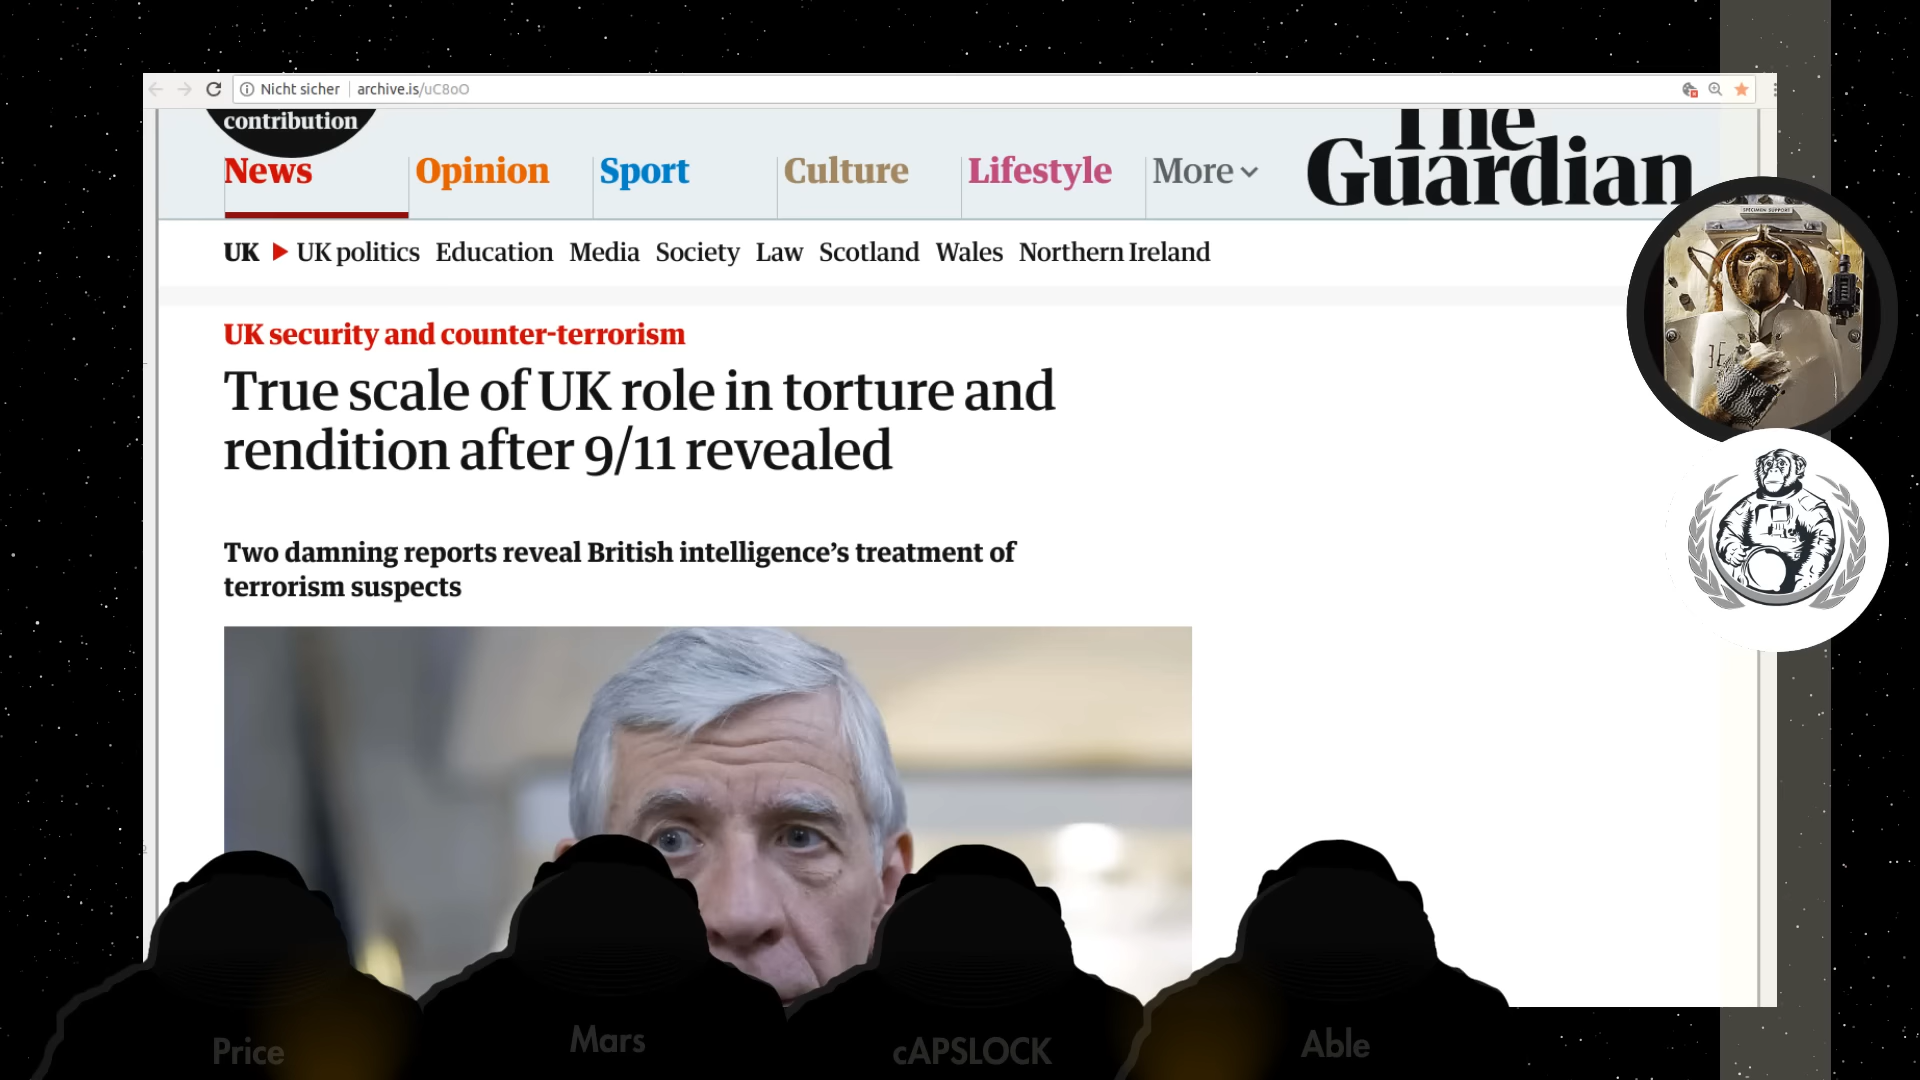 Nicht sicher archive.is/uC8oO
contribution
The
Guardian
News Opinion Sport Culture Lifestyle More
UK UK politics Education Media Society Law Scotland Wales Northern Ireland
SPECIMEN SUPPORT
UK security and counter-terrorism
True scale of UK role in torture and
rendition after 9/11 revealed
Two damning reports reveal British intelligence's treatment of
terrorism suspects
Price Mars cAPSLOCK Able